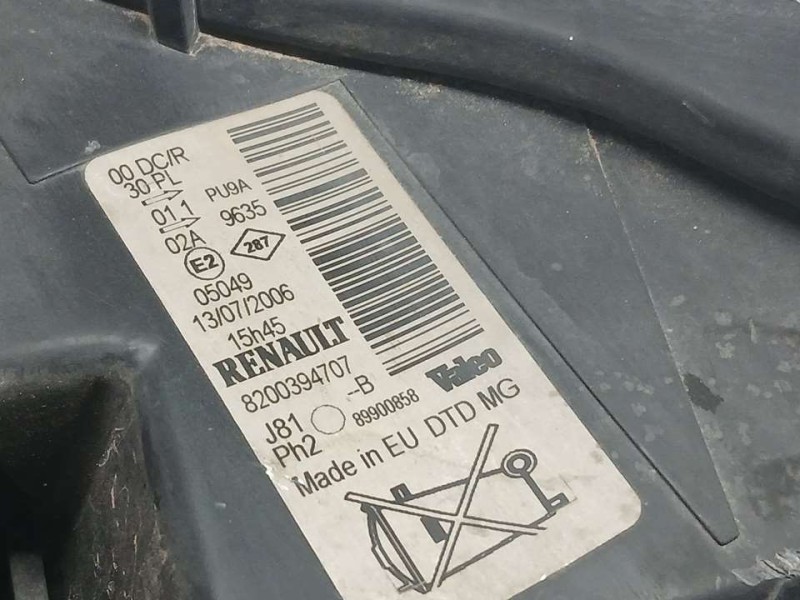 00 DC/R
30 PL
01 1 PU9A
02A 9635
E2 287
05049
13/07/2006
15h45
RENAULT Valeo
8200394707 -B
J81 89900858
Ph2
Made in EU DTD MG